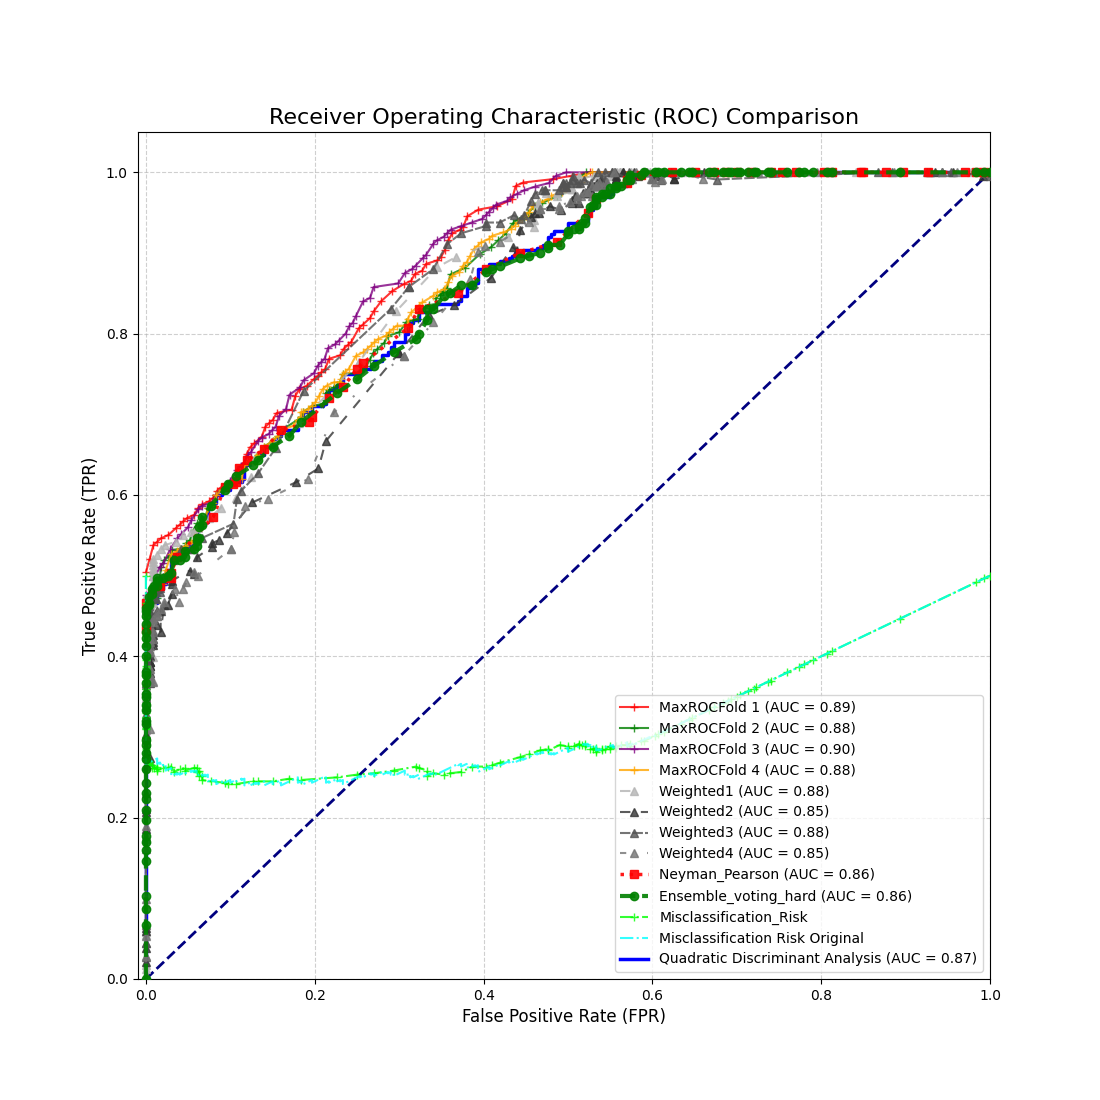 Receiver Operating Characteristic (ROC) Comparison
True Positive Rate (TPR)
1.0
0.8
0.6
0.4
0.2
0.0
MaxROCFold 1 (AUC = 0.89)
MaxROCFold 2 (AUC = 0.88)
MaxROCFold 3 (AUC = 0.90)
MaxROCFold 4 (AUC = 0.88)
Weighted1 (AUC = 0.88)
Weighted2 (AUC = 0.85)
Weighted3 (AUC = 0.88)
Weighted4 (AUC = 0.85)
Neyman_Pearson (AUC = 0.86)
Ensemble_voting_hard (AUC = 0.86)
Misclassification_Risk
Misclassification Risk Original
Quadratic Discriminant Analysis (AUC = 0.87)
0.0 0.2 0.4 0.6 0.8 1.0
False Positive Rate (FPR)